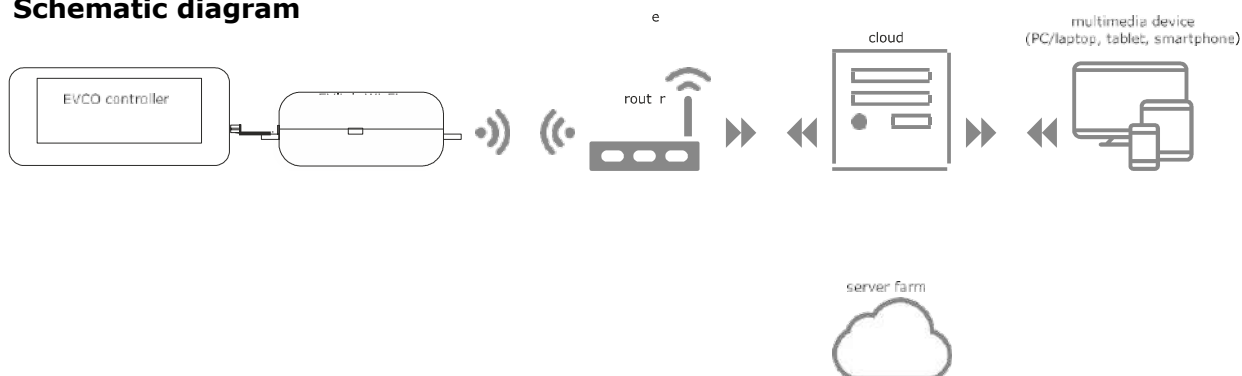 Schematic diagram
e
multimedia device
(PC/laptop, tablet, smartphone)
cloud
EVCO controller
rout r
server farm